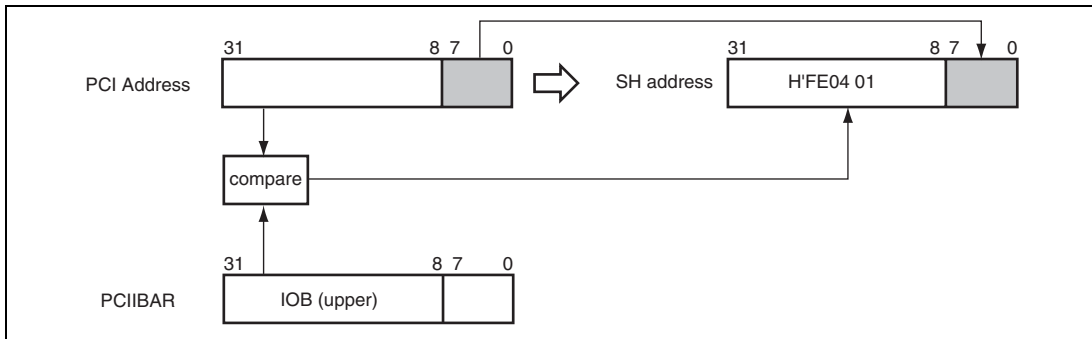 31 8 7 0 31 8 7 0
PCI Address SH address H'FE04 01
compare
31 8 7 0
PCIIBAR IOB (upper)